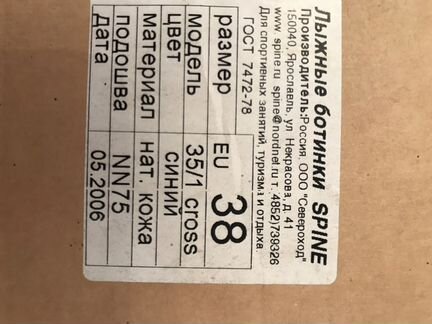 Лыжные ботинки SPINE
Производитель:Россия, ООО "Североход"
150040, Ярославль, ул Некрасова, д. 41
www.spine.ru spine@nordnet.ru т. 4852)739326
Для спортивных занятий, туризма и отдыха
ГОСТ 7472-78
размер EU 38
модель 35/1 cross
цвет синий
материал нат. кожа
подошва NN75
дата 05.2006